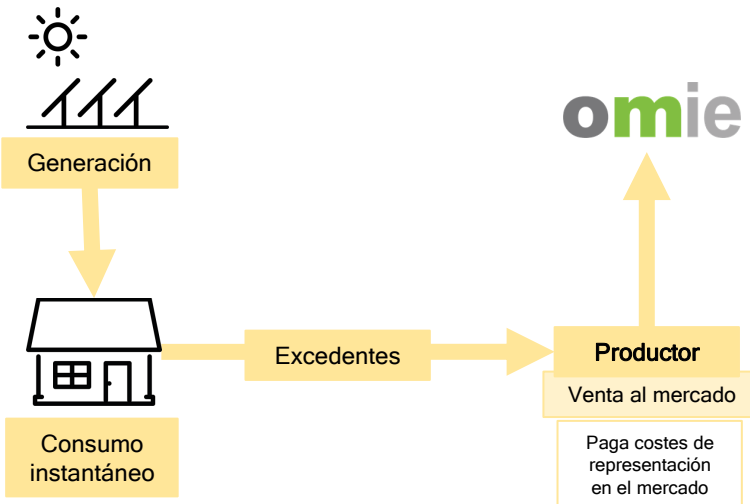 omie
Generación
Excedentes
Productor
Venta al mercado
Consumo
instantáneo
Paga costes de
representación
en el mercado